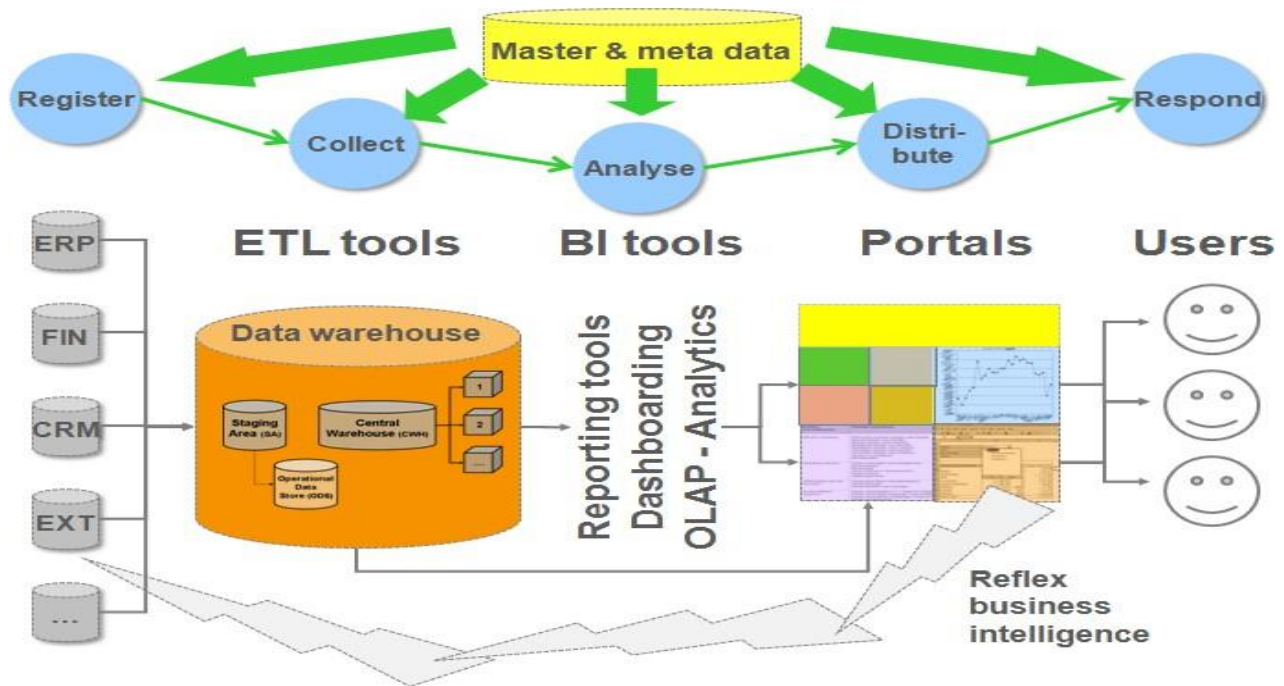 Master & meta data
Register
Collect
Analyse
Distri-
bute
Respond
ETL tools
BI tools
Portals
Users
ERP
FIN
CRM
EXT
...
Data warehouse
Staging
Area (SA)
Central
Warehouse (CWH)
Operational
Data
Store (ODS)
1
2
...
Reporting tools
Dashboarding
OLAP - Analytics
Reflex
business
intelligence